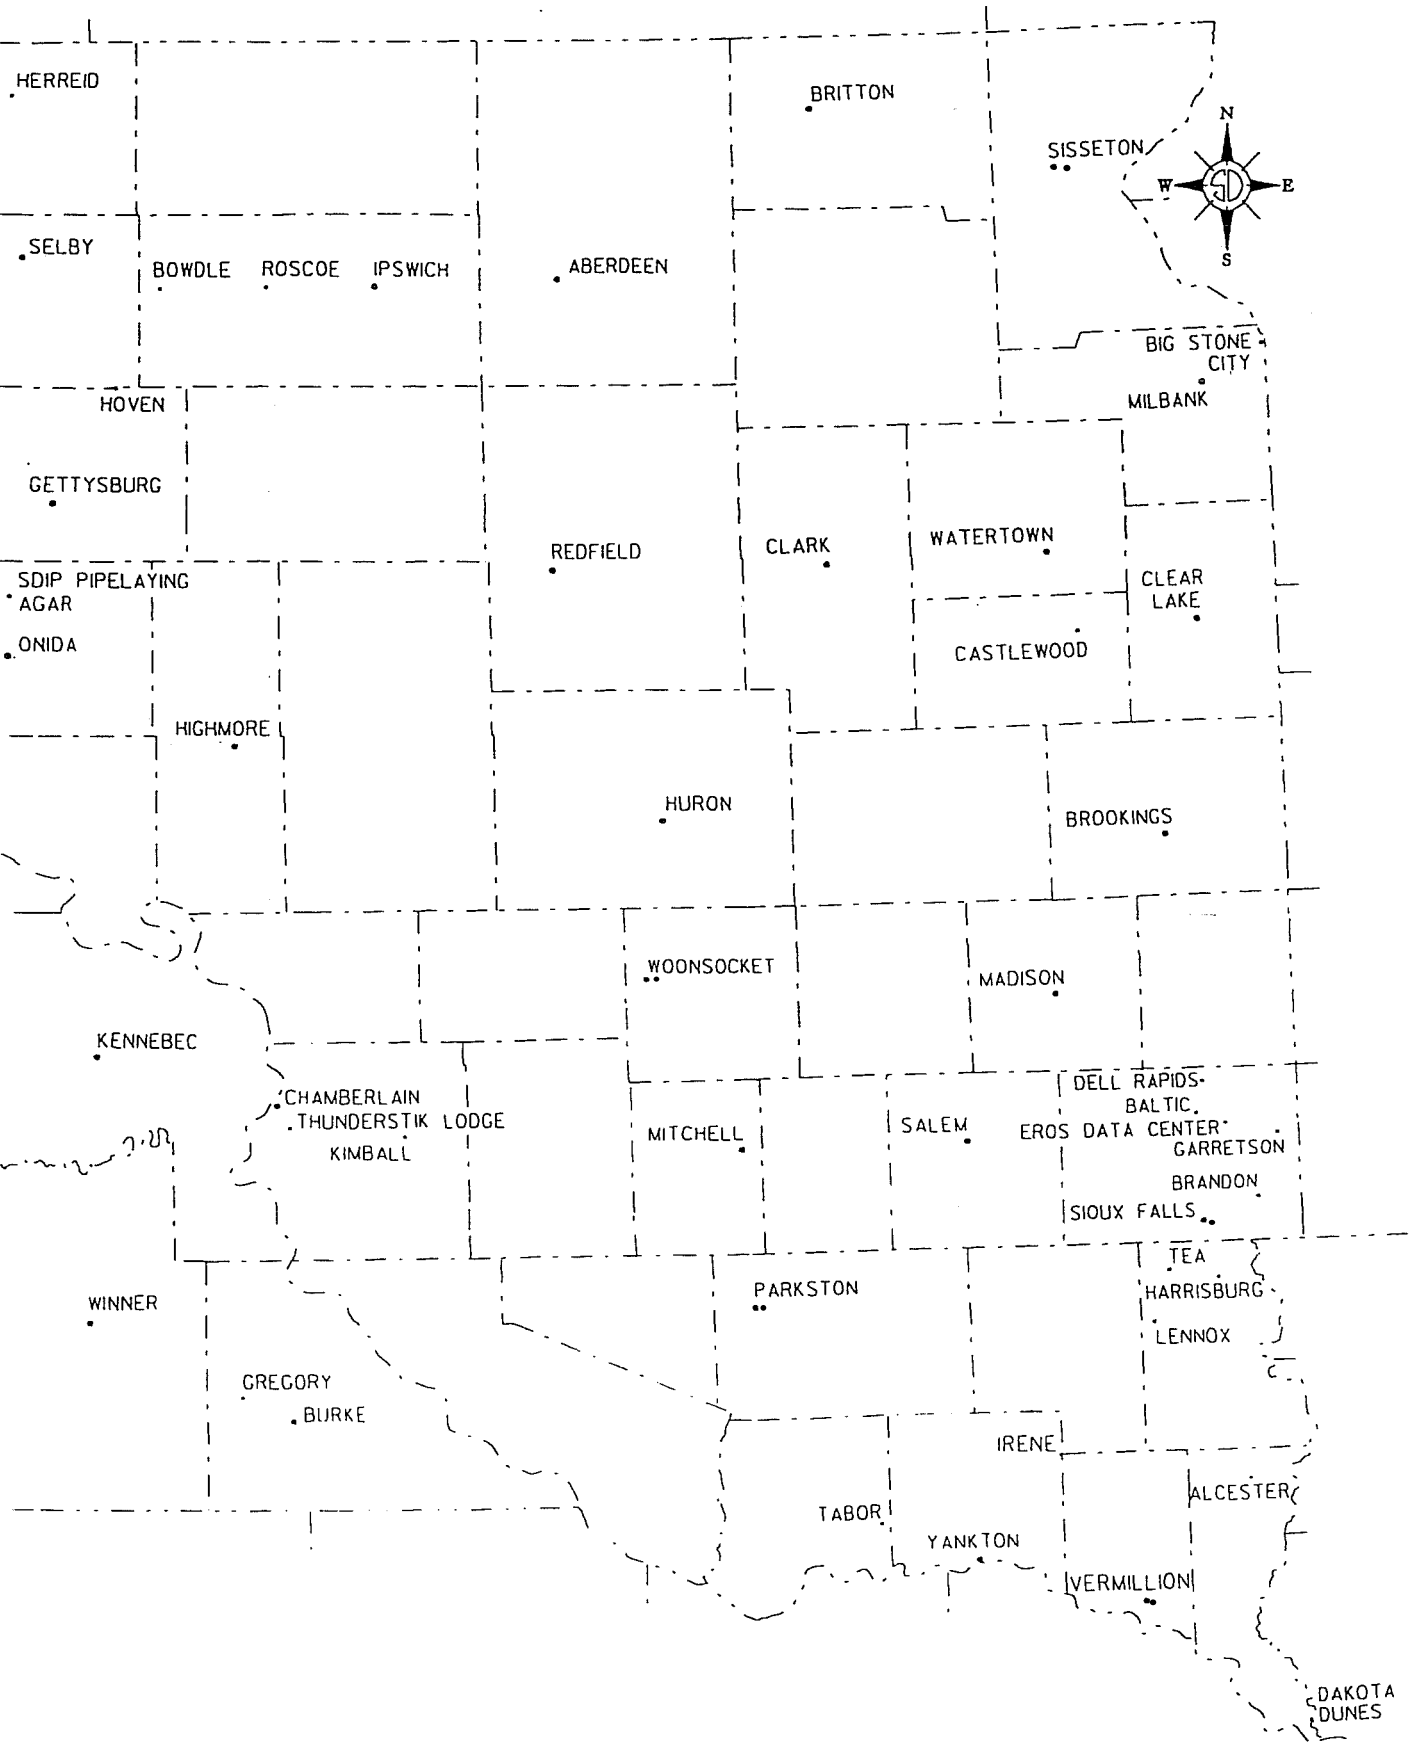 HERREID
BRITTON
N
SISSETON
W E
SD
S
SELBY
BOWDLE ROSCOE IPSWICH
ABERDEEN
BIG STONE
CITY
HOVEN
MILBANK
GETTYSBURG
REDFIELD
CLARK
WATERTOWN
SDIP PIPELAYING
AGAR
CLEAR
LAKE
ONIDA
CASTLEWOOD
HIGHMORE
HURON
BROOKINGS
WOONSOCKET
MADISON
KENNEBEC
DELL RAPIDS
CHAMBERLAIN
BALTIC
THUNDERSTIK LODGE
MITCHELL
SALEM
EROS DATA CENTER
KIMBALL
GARRETSON
BRANDON
SIOUX FALLS
TEA
WINNER
PARKSTON
HARRISBURG
LENNOX
GREGORY
BURKE
IRENE
ALCESTER
TABOR
YANKTON
VERMILLION
DAKOTA
DUNES